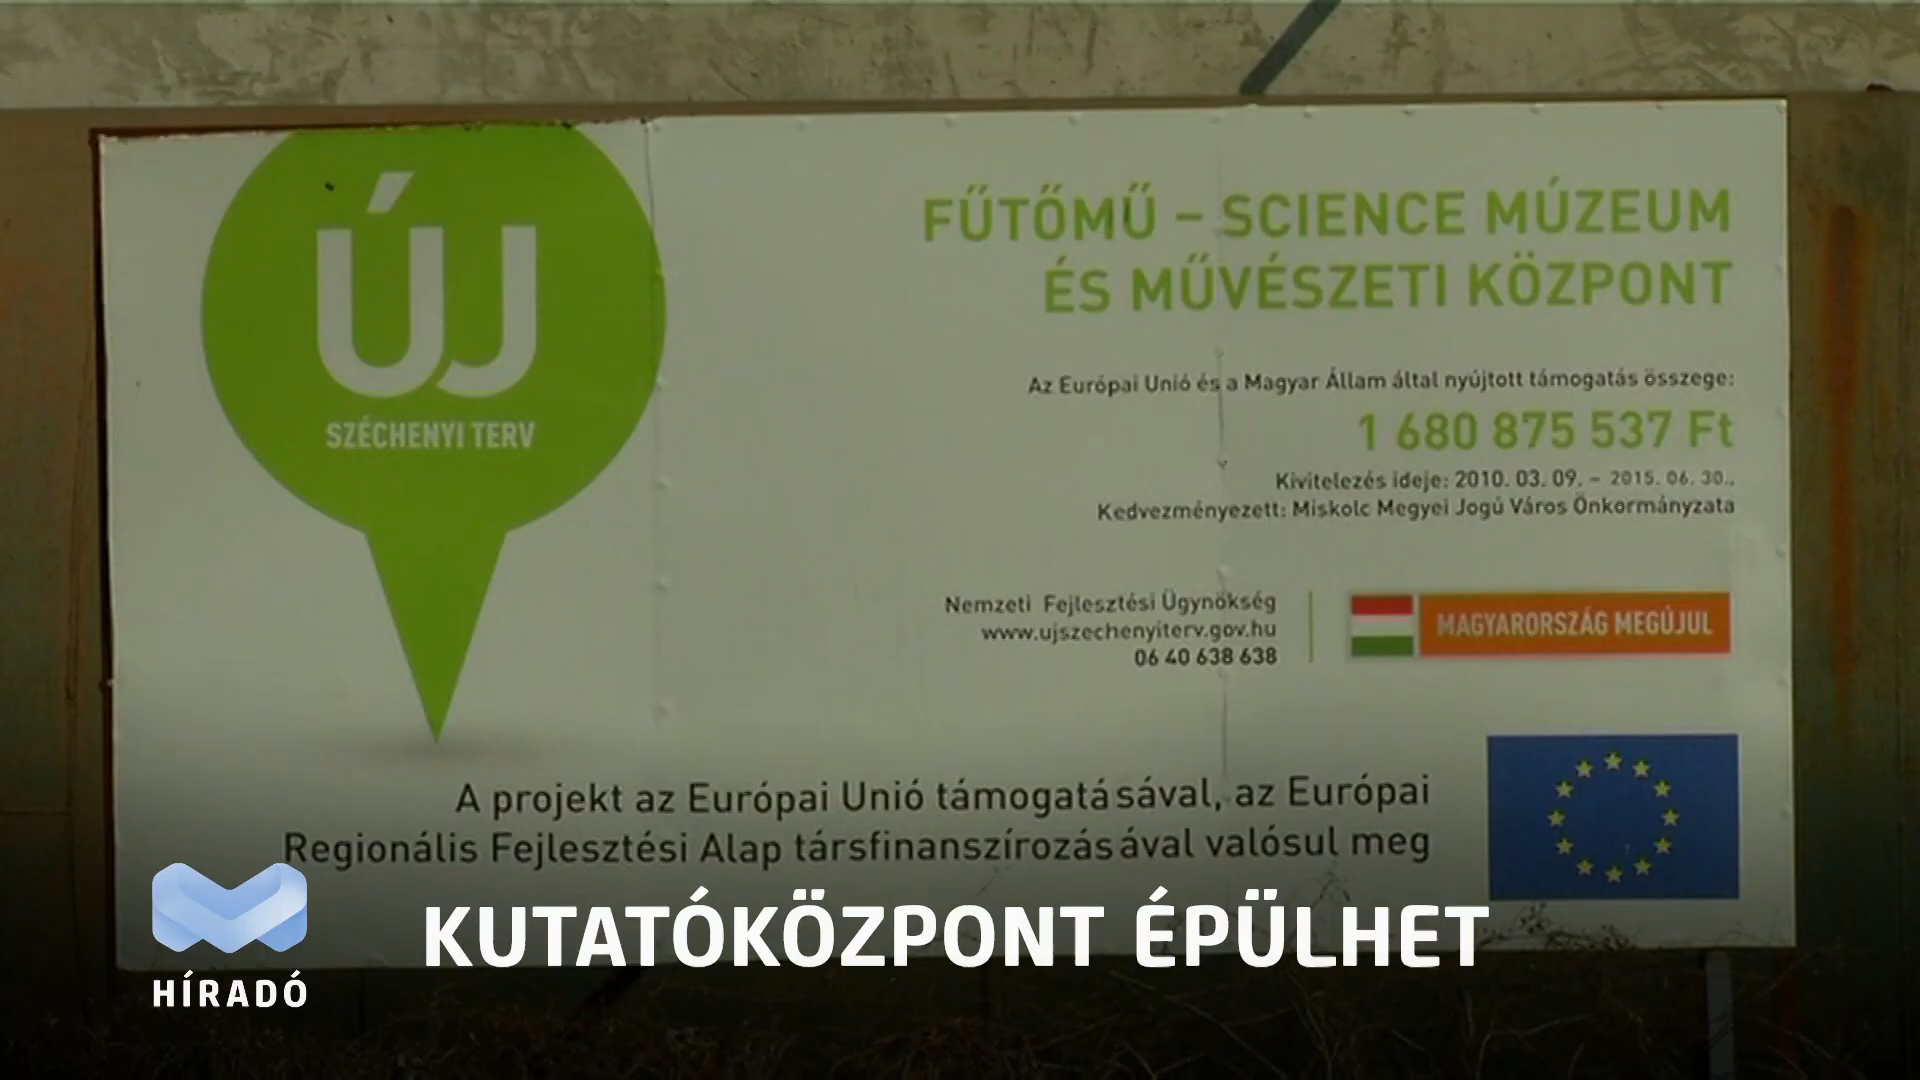 ÚJ
SZÉCHENYI TERV
FŰTŐMŰ – SCIENCE MÚZEUM
ÉS MŰVÉSZETI KÖZPONT
Az Európai Unió és a Magyar Állam által nyújtott támogatás összege:
1 680 875 537 Ft
Kivitelezés ideje: 2010. 03. 09. – 2015. 06. 30.,
Kedvezményezett: Miskolc Megyei Jogú Város Önkormányzata
Nemzeti Fejlesztési Ügynökség
www.ujszechenyiterv.gov.hu
06 40 638 638
MAGYARORSZÁG MEGÚJUL
A projekt az Európai Unió támogatásával, az Európai
Regionális Fejlesztési Alap társfinanszírozásával valósul meg
KUTATÓKÖZPONT ÉPÜLHET
HÍRADÓ